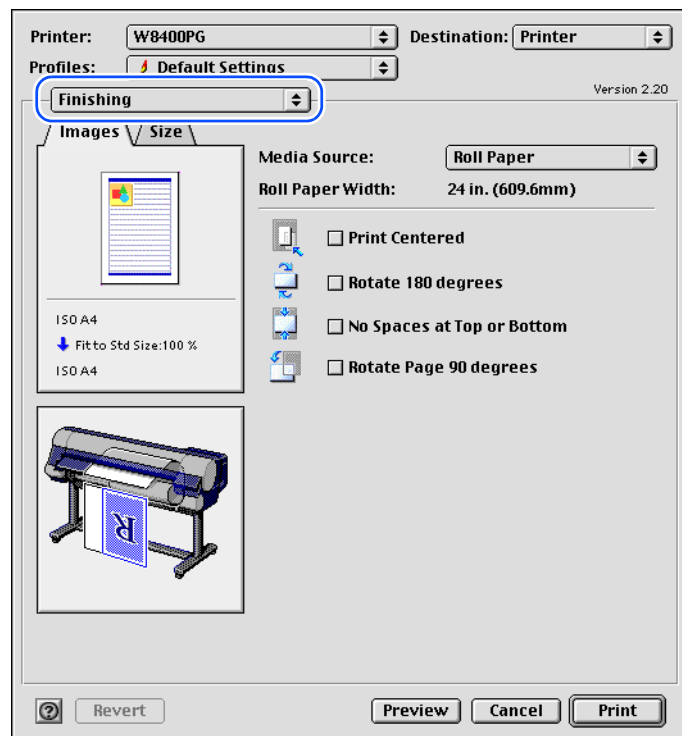 Printer: W8400PG Destination: Printer
Profiles: Default Settings
Version 2.20
Finishing
Images Size
Media Source: Roll Paper
Roll Paper Width: 24 in. (609.6mm)
Print Centered
Rotate 180 degrees
No Spaces at Top or Bottom
Rotate Page 90 degrees
ISO A4
Fit to Std Size:100 %
ISO A4
R
? Revert Preview Cancel Print